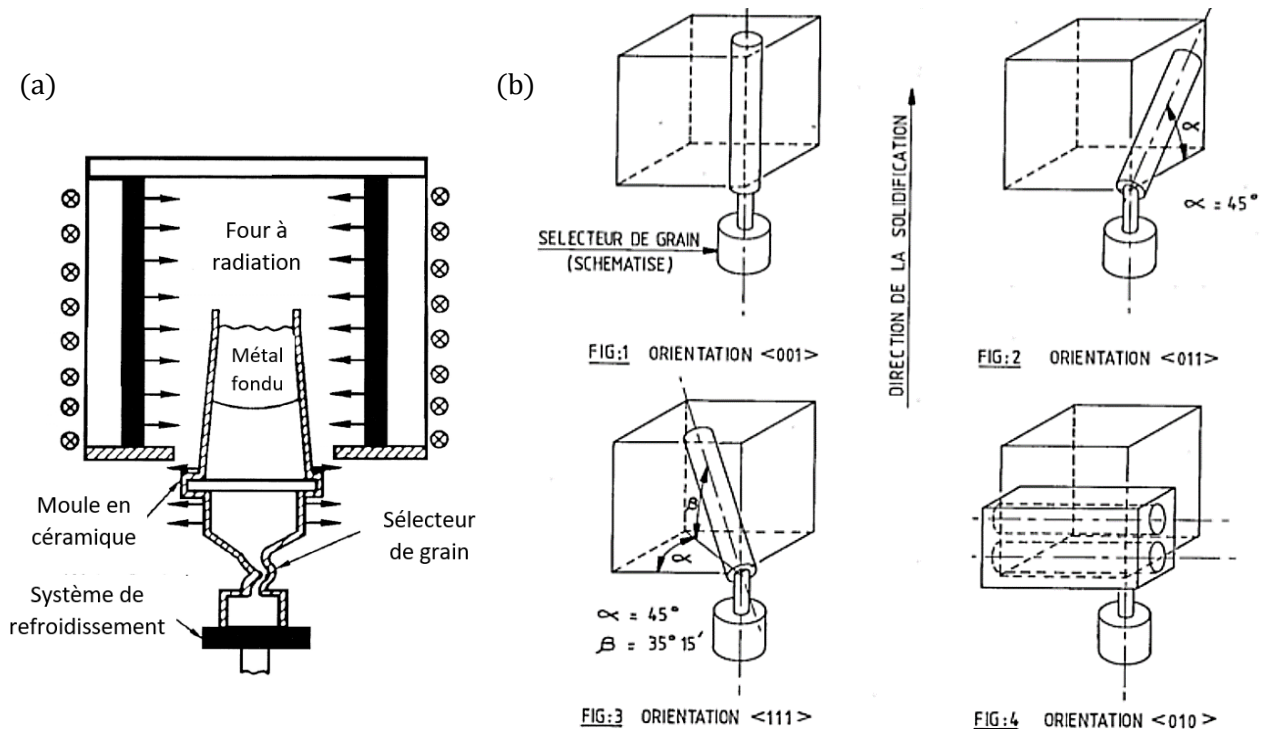 (a)
Four à
radiation
Métal
fondu
Moule en
céramique
Sélecteur
de grain
Système de
refroidissement
(b)
SELECTEUR DE GRAIN
(SCHEMATISE)
FIG:1 ORIENTATION <001>
DIRECTION DE LA SOLIDIFICATION
α
α = 45°
FIG:2 ORIENTATION <011>
β
α
α = 45°
β = 35° 15′
FIG:3 ORIENTATION <111>
FIG:4 ORIENTATION <010>